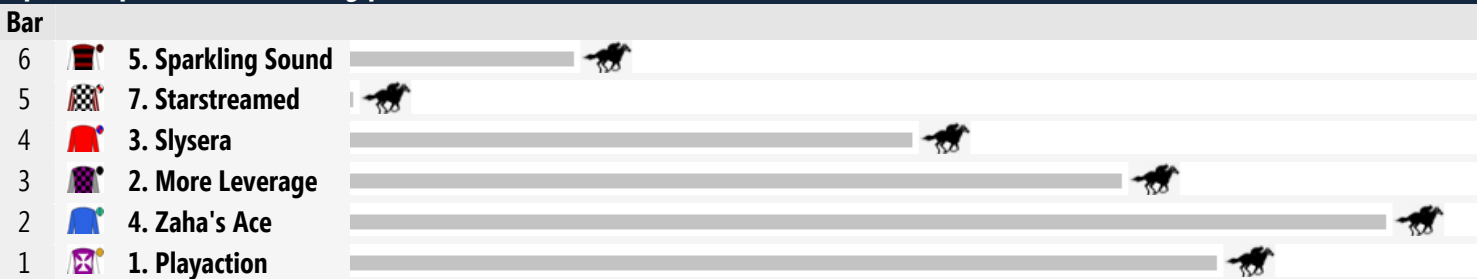 Bar
6 5. Sparkling Sound
5 7. Starstreamed
4 3. Slysera
3 2. More Leverage
2 4. Zaha's Ace
1 1. Playaction